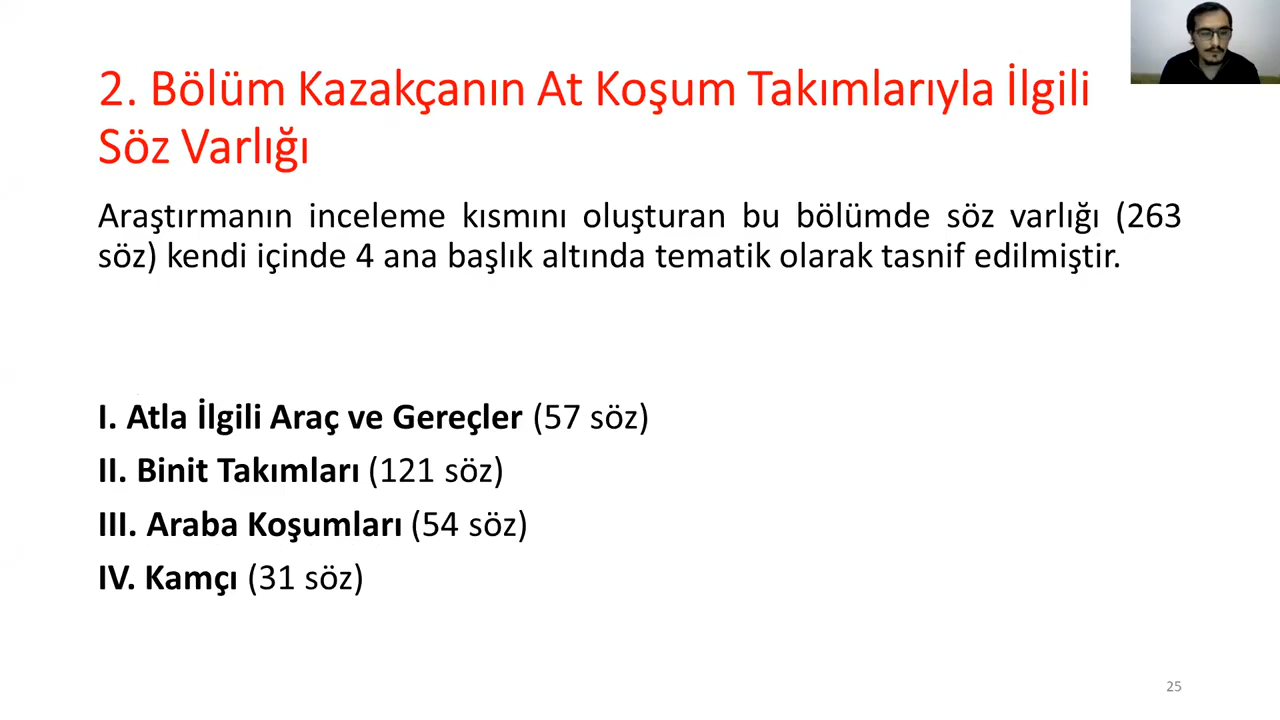 2. Bölüm Kazakçanın At Koşum Takımlarıyla İlgili
Söz Varlığı
Araştırmanın inceleme kısmını oluşturan bu bölümde söz varlığı (263
söz) kendi içinde 4 ana başlık altında tematik olarak tasnif edilmiştir.
I. Atla İlgili Araç ve Gereçler (57 söz)
II. Binit Takımları (121 söz)
III. Araba Koşumları (54 söz)
IV. Kamçı (31 söz)
25